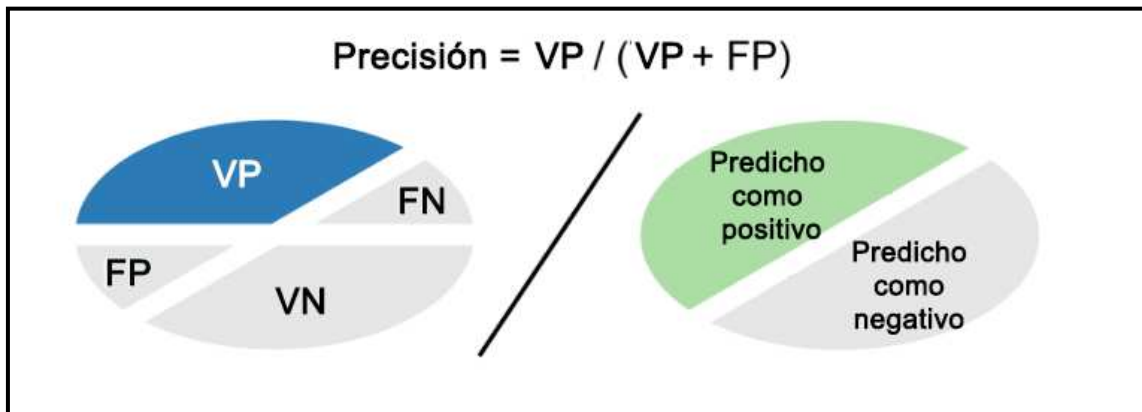 Precisión = VP / (VP + FP)
VP
FN
FP
VN
Predicho
como
positivo
Predicho
como
negativo